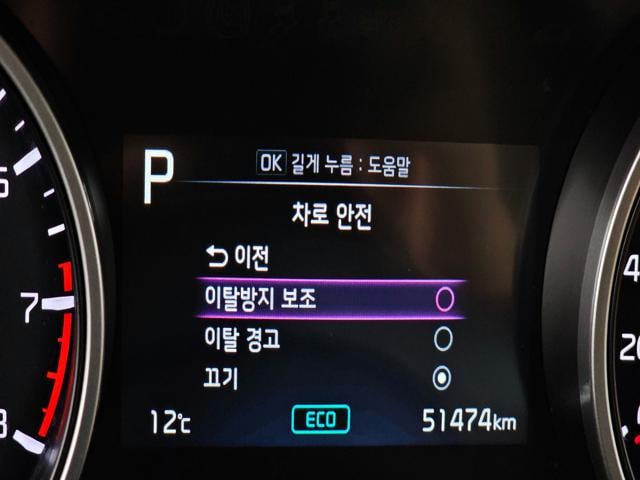 P
OK 길게 누름 : 도움말
차로 안전
이전
이탈방지 보조
이탈 경고
끄기
12℃ ECO 51474km
7